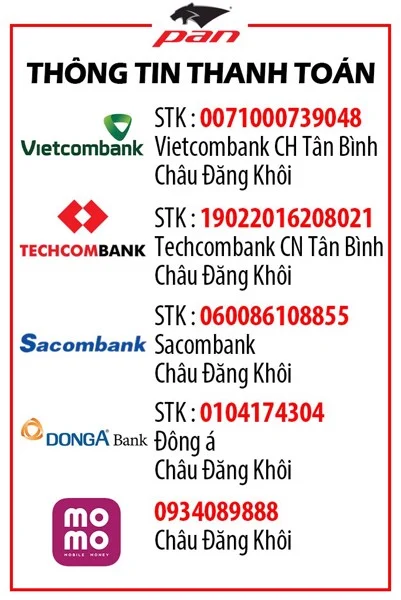 pan
THÔNG TIN THANH TOÁN
STK : 0071000739048
Vietcombank Vietcombank CH Tân Bình
Châu Đăng Khôi
STK : 19022016208021
TECHCOMBANK Techcombank CN Tân Bình
Châu Đăng Khôi
STK : 060086108855
Sacombank Sacombank
Châu Đăng Khôi
STK : 0104174304
DONGA Bank Đông á
Châu Đăng Khôi
mo 0934089888
mo Châu Đăng Khôi
MOBILE MONEY